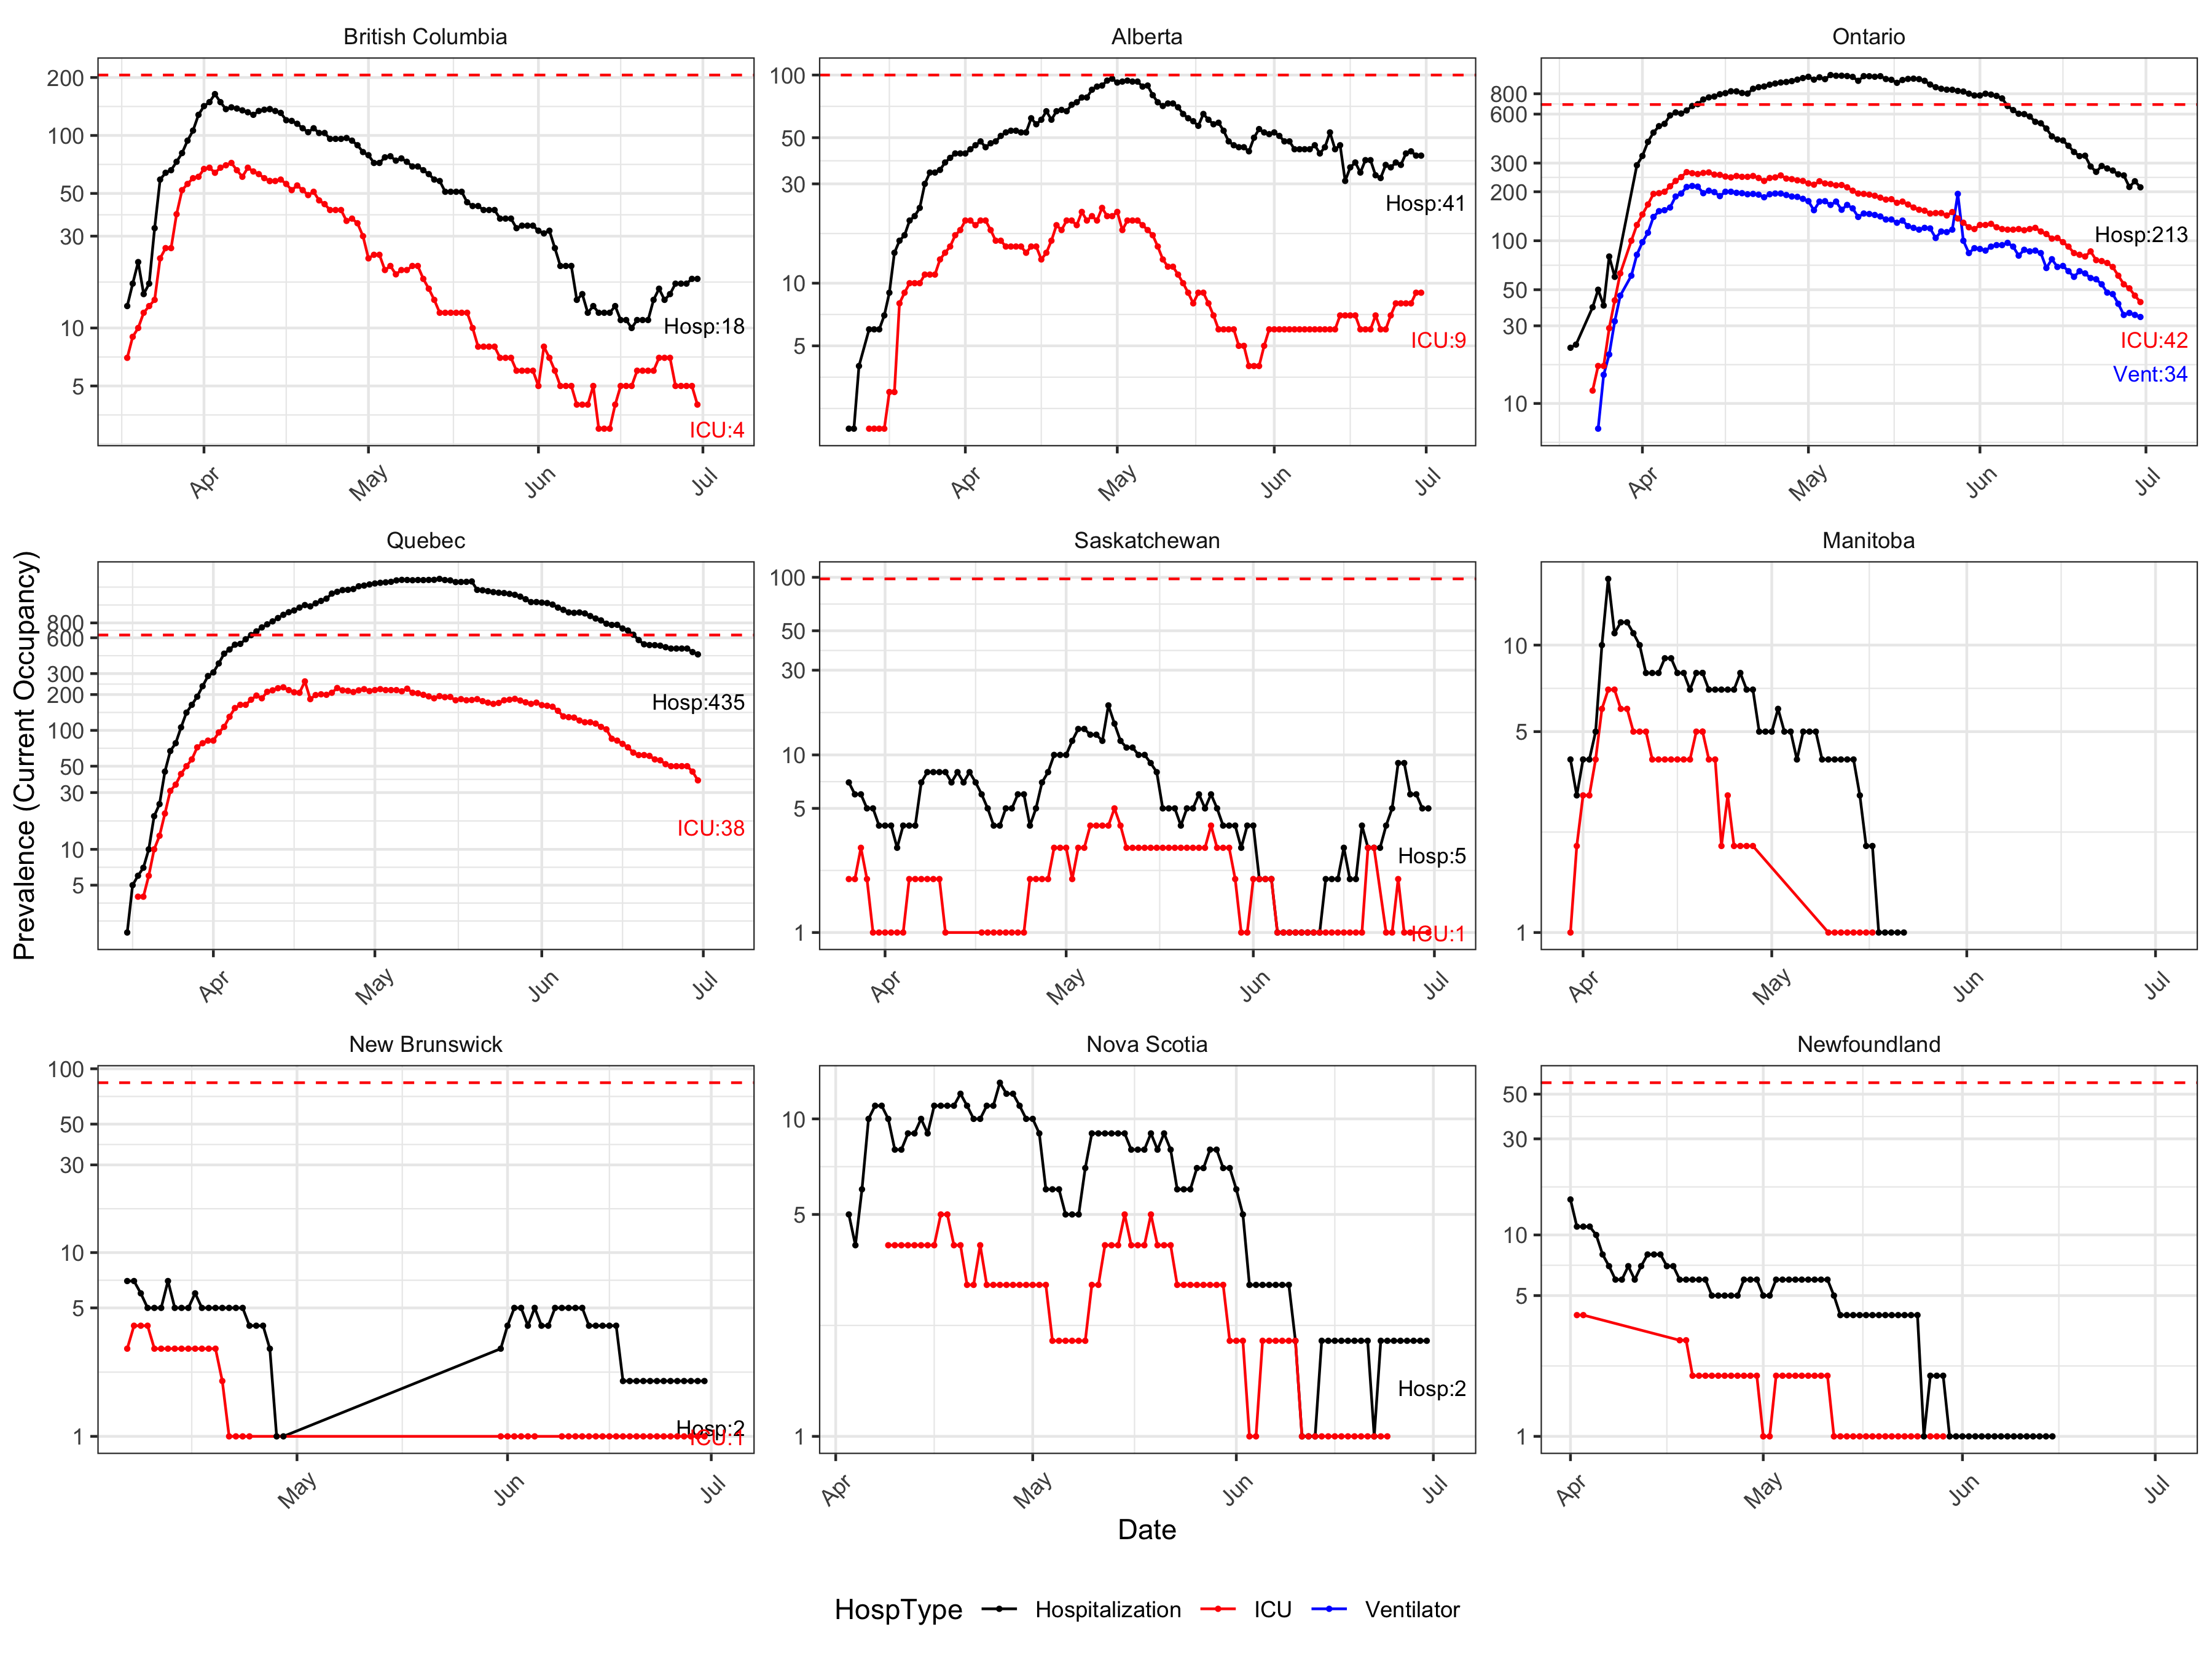 British Columbia
Alberta
Ontario
200
100
50
30
10
5
Hosp:18
ICU:4
Apr
May
Jun
Jul
100
50
30
10
5
Hosp:41
ICU:9
Apr
May
Jun
Jul
800
600
300
200
100
50
30
10
Hosp:213
ICU:42
Vent:34
Apr
May
Jun
Jul
Prevalence (Current Occupancy)
Quebec
Saskatchewan
Manitoba
800
600
300
200
100
50
30
10
5
Hosp:435
ICU:38
Apr
May
Jun
Jul
100
50
30
10
5
1
Hosp:5
ICU:1
Apr
May
Jun
Jul
10
5
1
Apr
May
Jun
Jul
New Brunswick
Nova Scotia
Newfoundland
100
50
30
10
5
1
Hosp:2
ICU:1
May
Jun
Jul
10
5
1
Hosp:2
Apr
May
Jun
Jul
50
30
10
5
1
Apr
May
Jun
Jul
Date
HospType Hospitalization ICU Ventilator